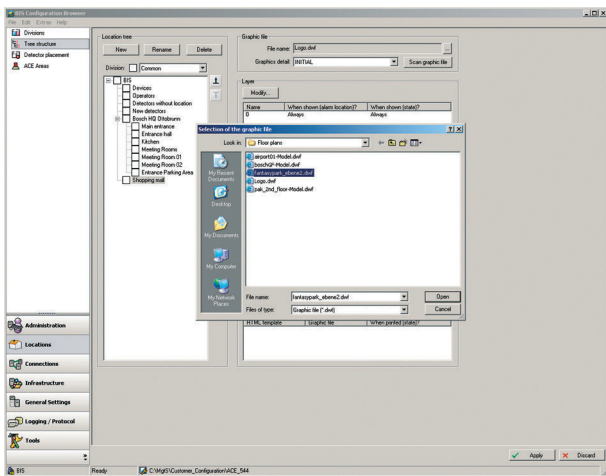 BIS Configuration Browser
File Edit Extras Help
Divisions
Tree structure
Detector placement
ACE Areas
Location tree
New Rename Delete
Division: Common
BIS
Devices
Operators
Detectors without location
New detectors
Bosch HQ Ottobrunn
Main entrance
Entrance hall
Kitchen
Meeting Rooms
Meeting Room 01
Meeting Room 02
Entrance Parking Area
Shopping mall
Graphic file
File name: Logo.dwf ...
Graphics detail: INITIAL Scan graphic file
Layer
Modify...
Name When shown (alarm location)? When shown (state)?
0 Always Always
Selection of the graphic file
Look in: Floor plans
airport01-Model.dwf
boschGP-Model.dwf
fantasypark_ebene2.dwf
Logo.dwf
pak_2nd_floor-Model.dwf
My Recent Documents
Desktop
My Documents
My Computer
My Network Places
File name: fantasypark_ebene2.dwf Open
Files of type: Graphic file (*.dwf) Cancel
HTML template Graphic file When printed (state)?
Administration
Locations
Connections
Infrastructure
General Settings
Logging / Protocol
Tools
Apply Discard
BIS Ready C:\MgtS\Customer_Configuration\ACE_544